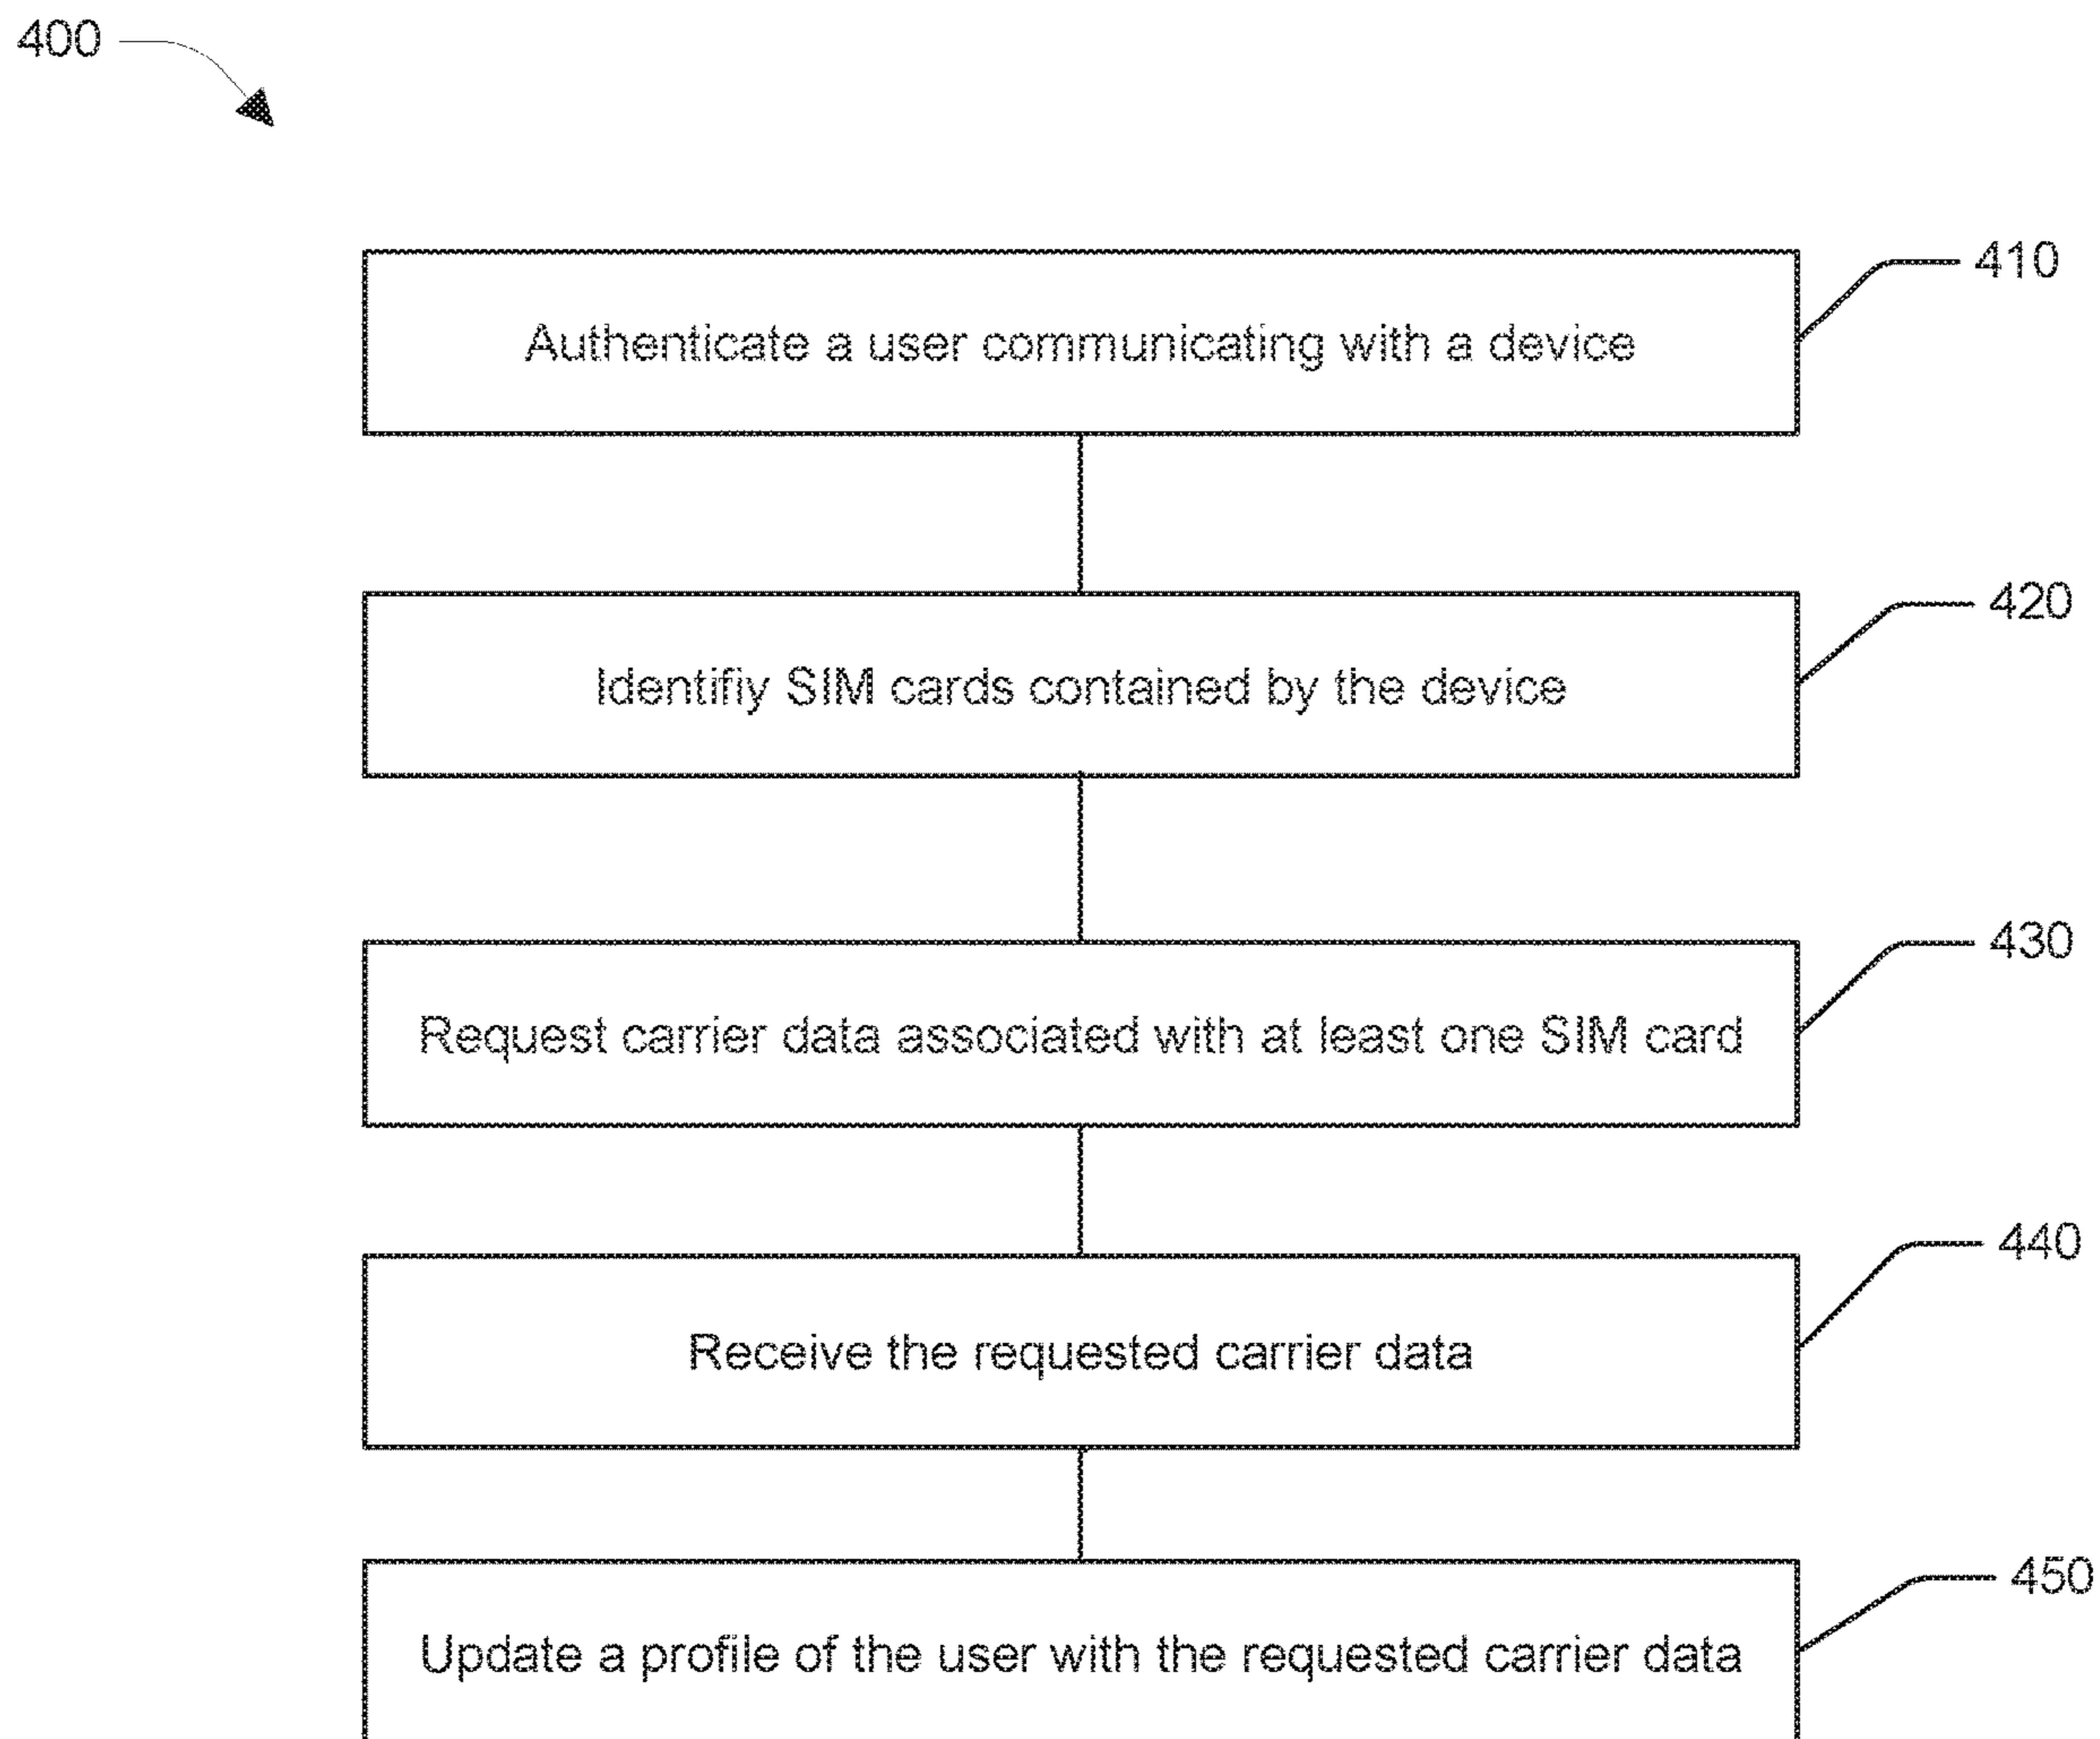 400
410
Authenticate a user communicating with a device
420
Identifiy SIM cards contained by the device
430
Request carrier data associated with at least one SIM card
440
Receive the requested carrier data
450
Update a profile of the user with the requested carrier data